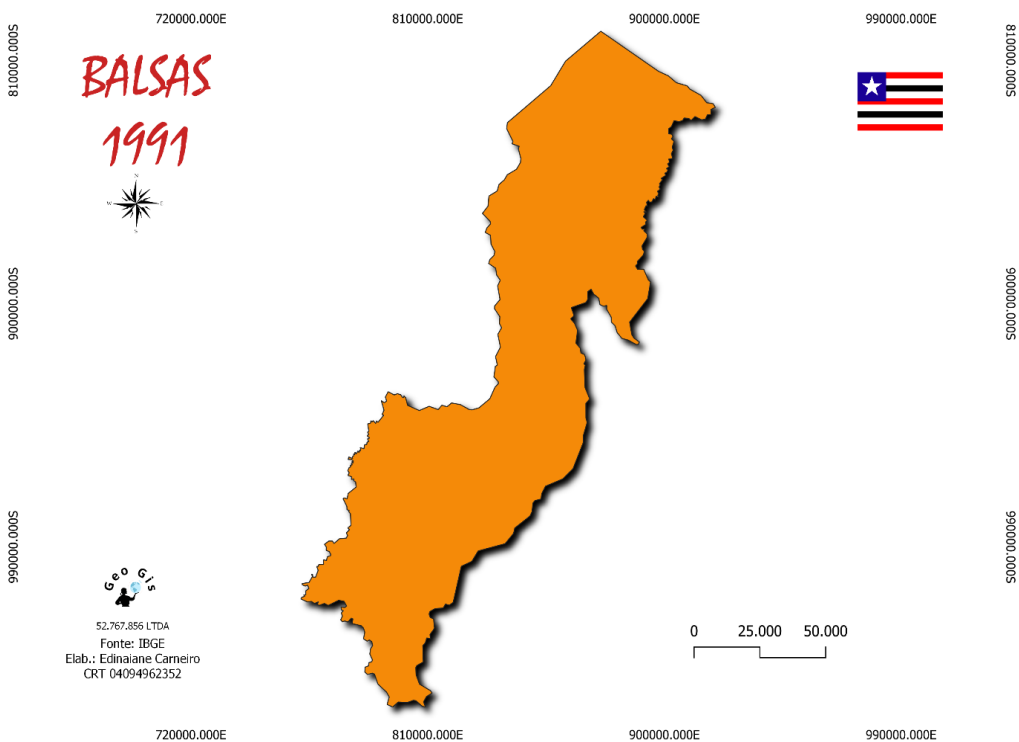 720000.000E 810000.000E 900000.000E 990000.000E
810000.000S
810000.000S
BALSAS
1991
N
W E
S
900000.000S
900000.000S
990000.000S
990000.000S
Geo Gis
52.767.856 LTDA
Fonte: IBGE
Elab.: Edinaiane Carneiro
CRT 04094962352
0 25.000 50.000
720000.000E 810000.000E 900000.000E 990000.000E